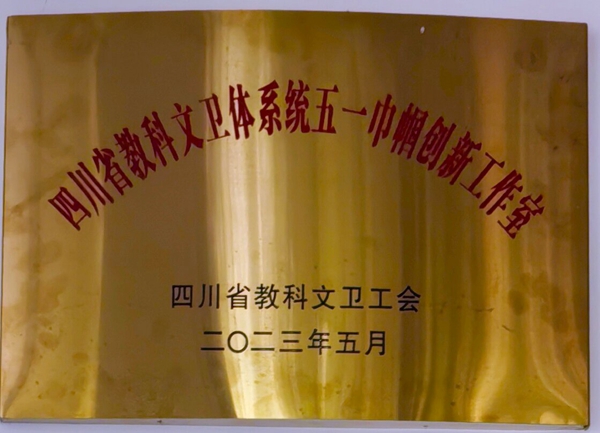 四川省教科文卫体系统五一巾帼创新工作室
四川省教科文卫工会
二〇二三年五月